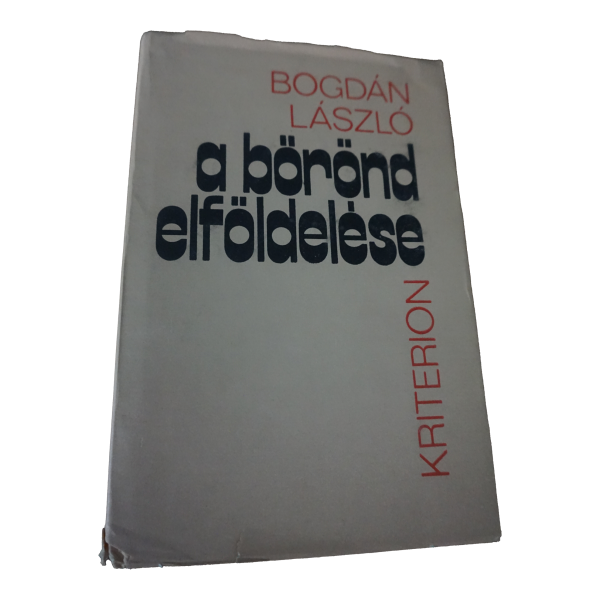 BOGDÁN
LÁSZLÓ
a bőrönd
elföldelése
KRITERION